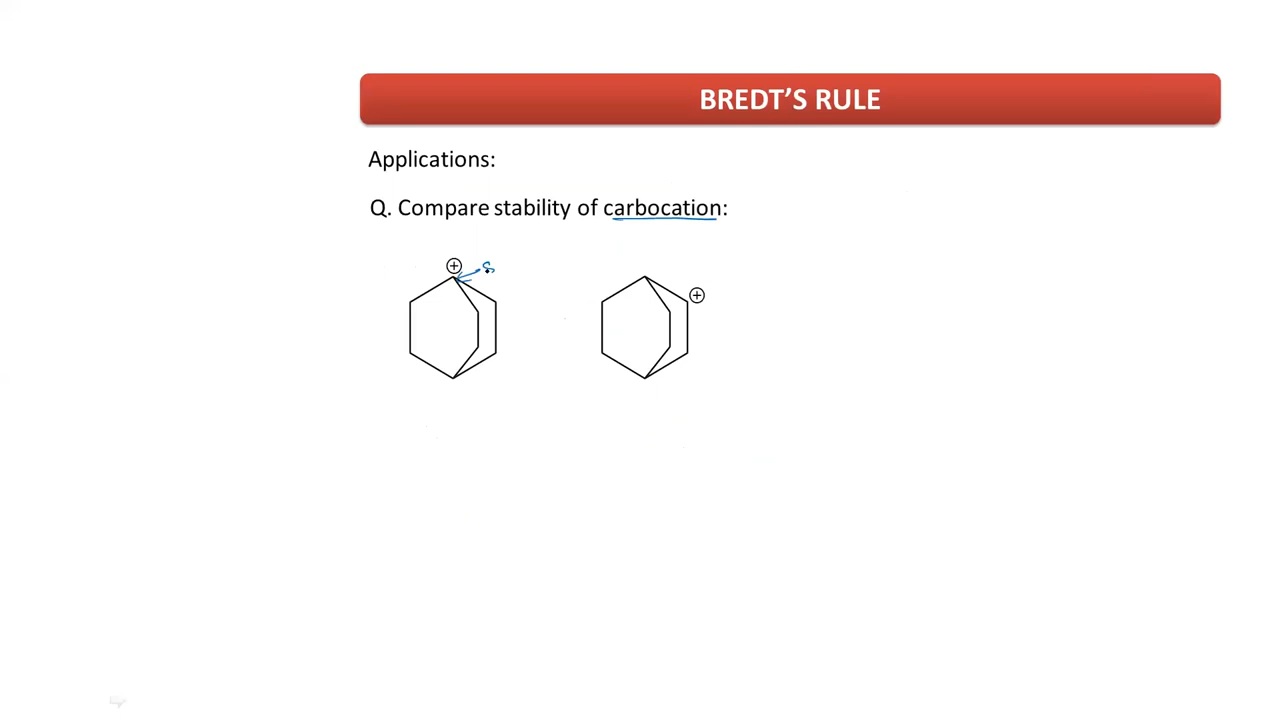 BREDT’S RULE
Applications:
Q. Compare stability of carbocation:
⊕
⊕